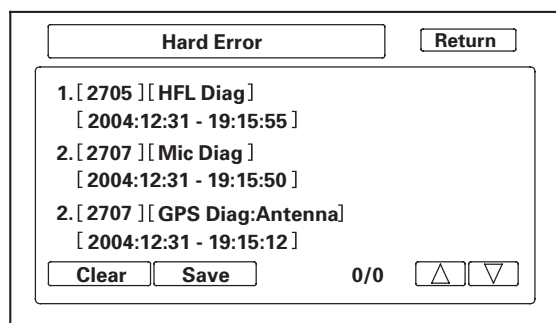 Hard Error Return
1.[2705][HFL Diag]
[2004:12:31 - 19:15:55]
2.[2707][Mic Diag]
[2004:12:31 - 19:15:50]
2.[2707][GPS Diag:Antenna]
[2004:12:31 - 19:15:12]
Clear Save 0/0 △ ▽